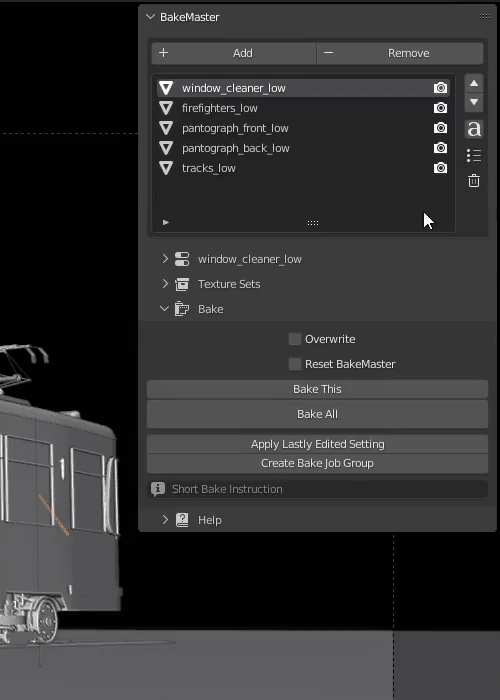 BakeMaster
Add
Remove
window_cleaner_low
firefighters_low
pantograph_front_low
pantograph_back_low
tracks_low
a
window_cleaner_low
Texture Sets
Bake
Overwrite
Reset BakeMaster
Bake This
Bake All
Apply Lastly Edited Setting
Create Bake Job Group
Short Bake Instruction
Help